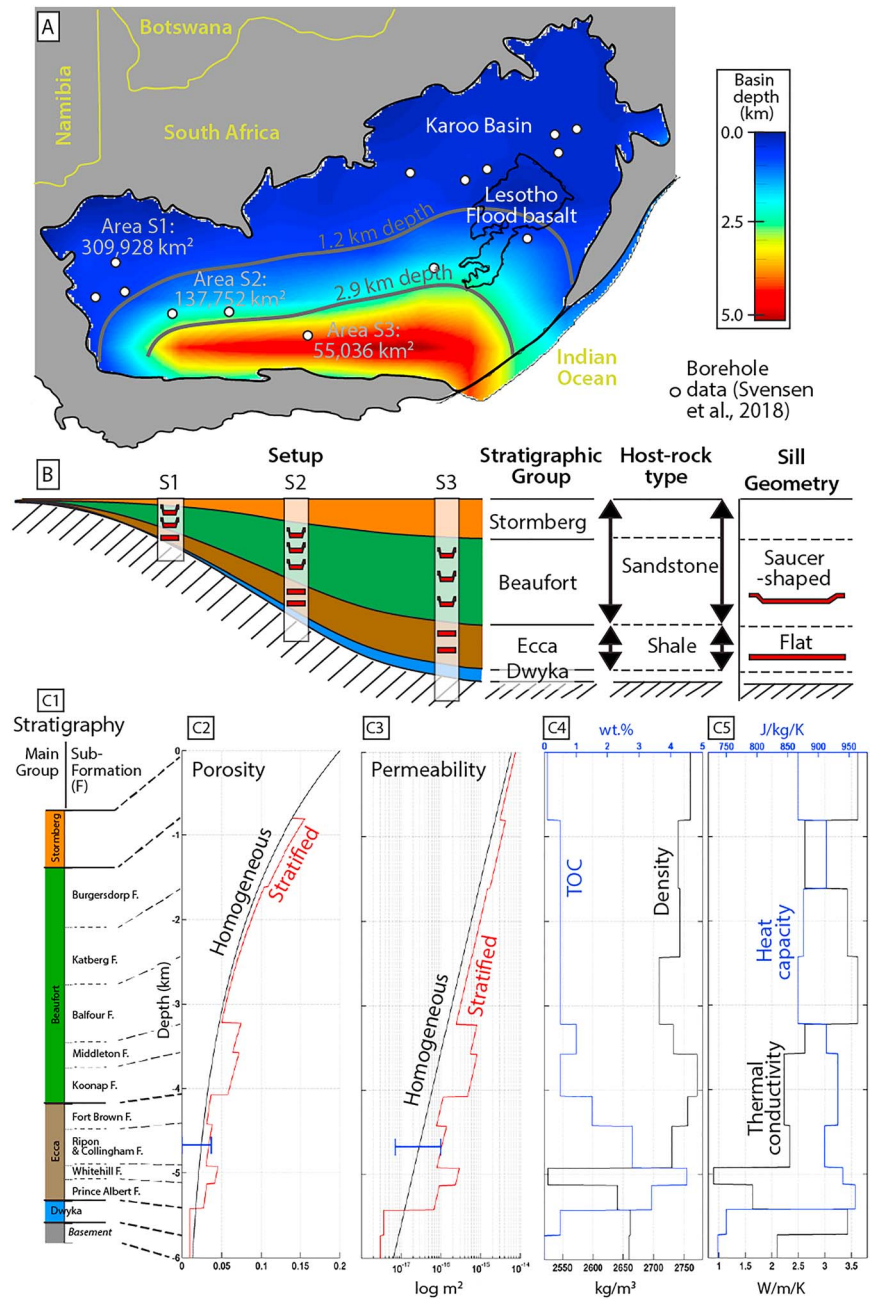 A
Botswana
Namibia
South Africa
Karoo Basin
Lesotho
Flood basalt
Area S1:
309,928 km²
1.2 km depth
Area S2:
137,752 km²
2.9 km depth
Area S3:
55,036 km²
Indian
Ocean
Basin
depth
(km)
0.0
2.5
5.0
Borehole
data (Svensen
et al., 2018)
B
Setup
S1
S2
S3
Stratigraphic
Group
Host-rock
type
Sill
Geometry
Stormberg
Beaufort
Sandstone
Saucer
-shaped
Ecca
Shale
Flat
Dwyka
C1
Stratigraphy
Main
Group
Sub-
Formation
(F)
Stormberg
Beaufort
Ecca
Dwyka
Burgersdorp F.
Katberg F.
Balfour F.
Middleton F.
Koonap F.
Fort Brown F.
Ripon
& Collingham F.
Whitehill F.
Prince Albert F.
Basement
C2
Porosity
Homogeneous
Stratified
Depth (km)
0
-1
-2
-3
-4
-5
-6
0 0.05 0.1 0.15 0.2
C3
Permeability
Homogeneous
Stratified
10⁻¹⁷ 10⁻¹⁶ 10⁻¹⁵ 10⁻¹⁴
log m²
C4
wt.%
0 1 2 3 4 5
TOC
Density
2550 2600 2650 2700 2750
kg/m³
C5
J/kg/K
750 800 850 900 950
Heat
capacity
Thermal
conductivity
1 1.5 2 2.5 3 3.5
W/m/K